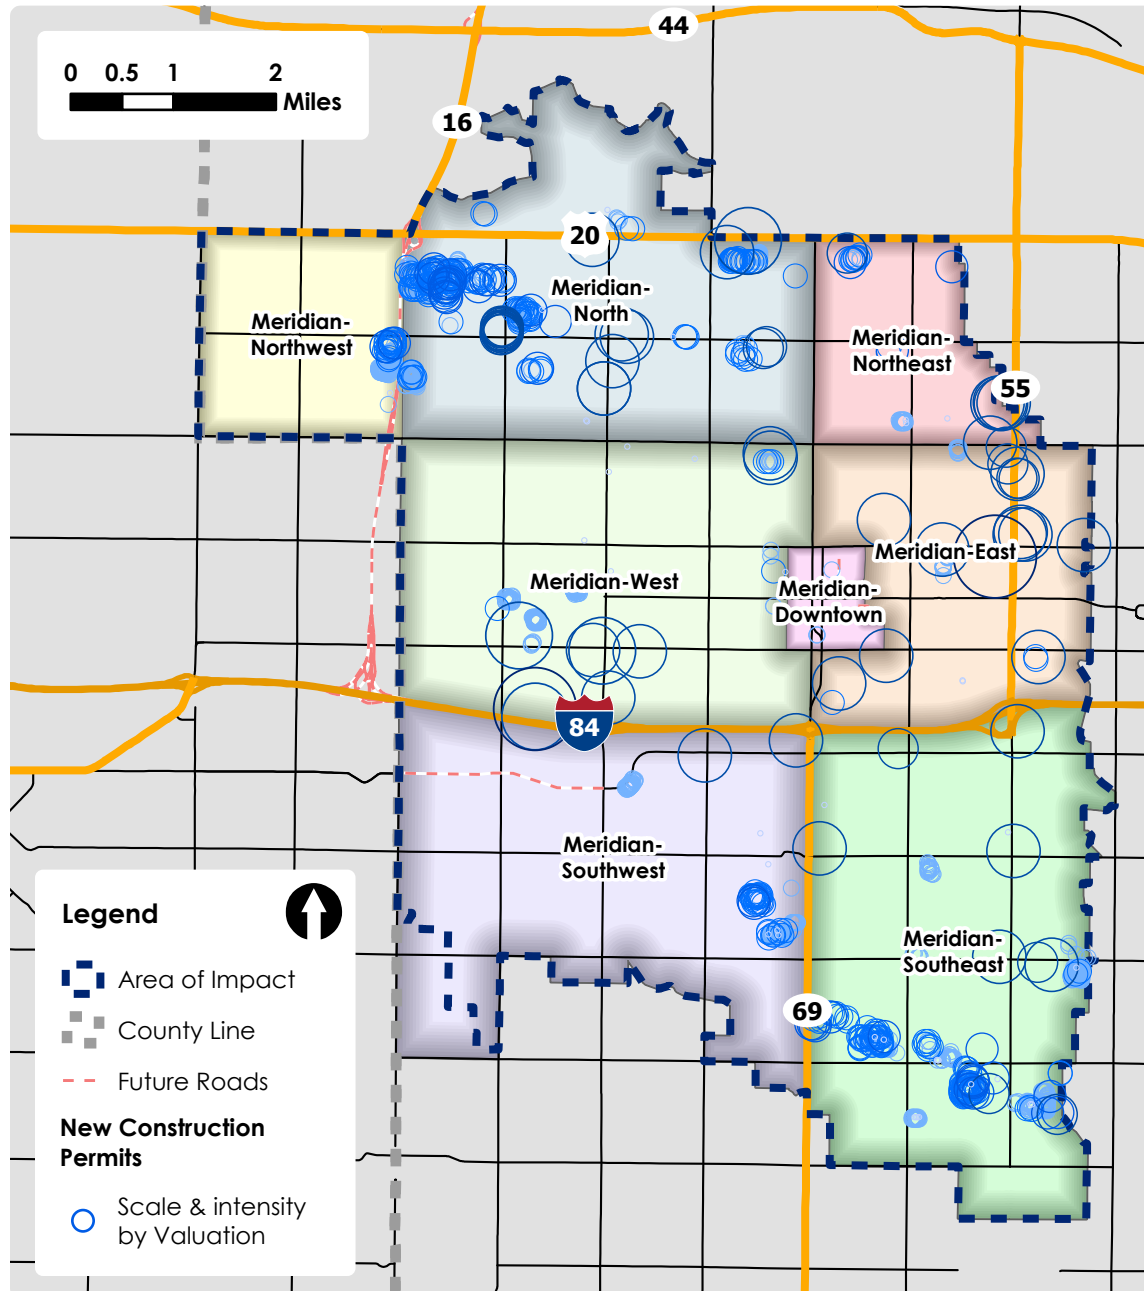 44
0 0.5 1 2
Miles
16
20
Meridian-
North
Meridian-
Northwest
Meridian-
Northeast
55
Meridian-East
Meridian-West
Meridian-
Downtown
84
Meridian-
Southwest
Meridian-
Southeast
69
Legend
Area of Impact
County Line
Future Roads
New Construction
Permits
Scale & intensity
by Valuation